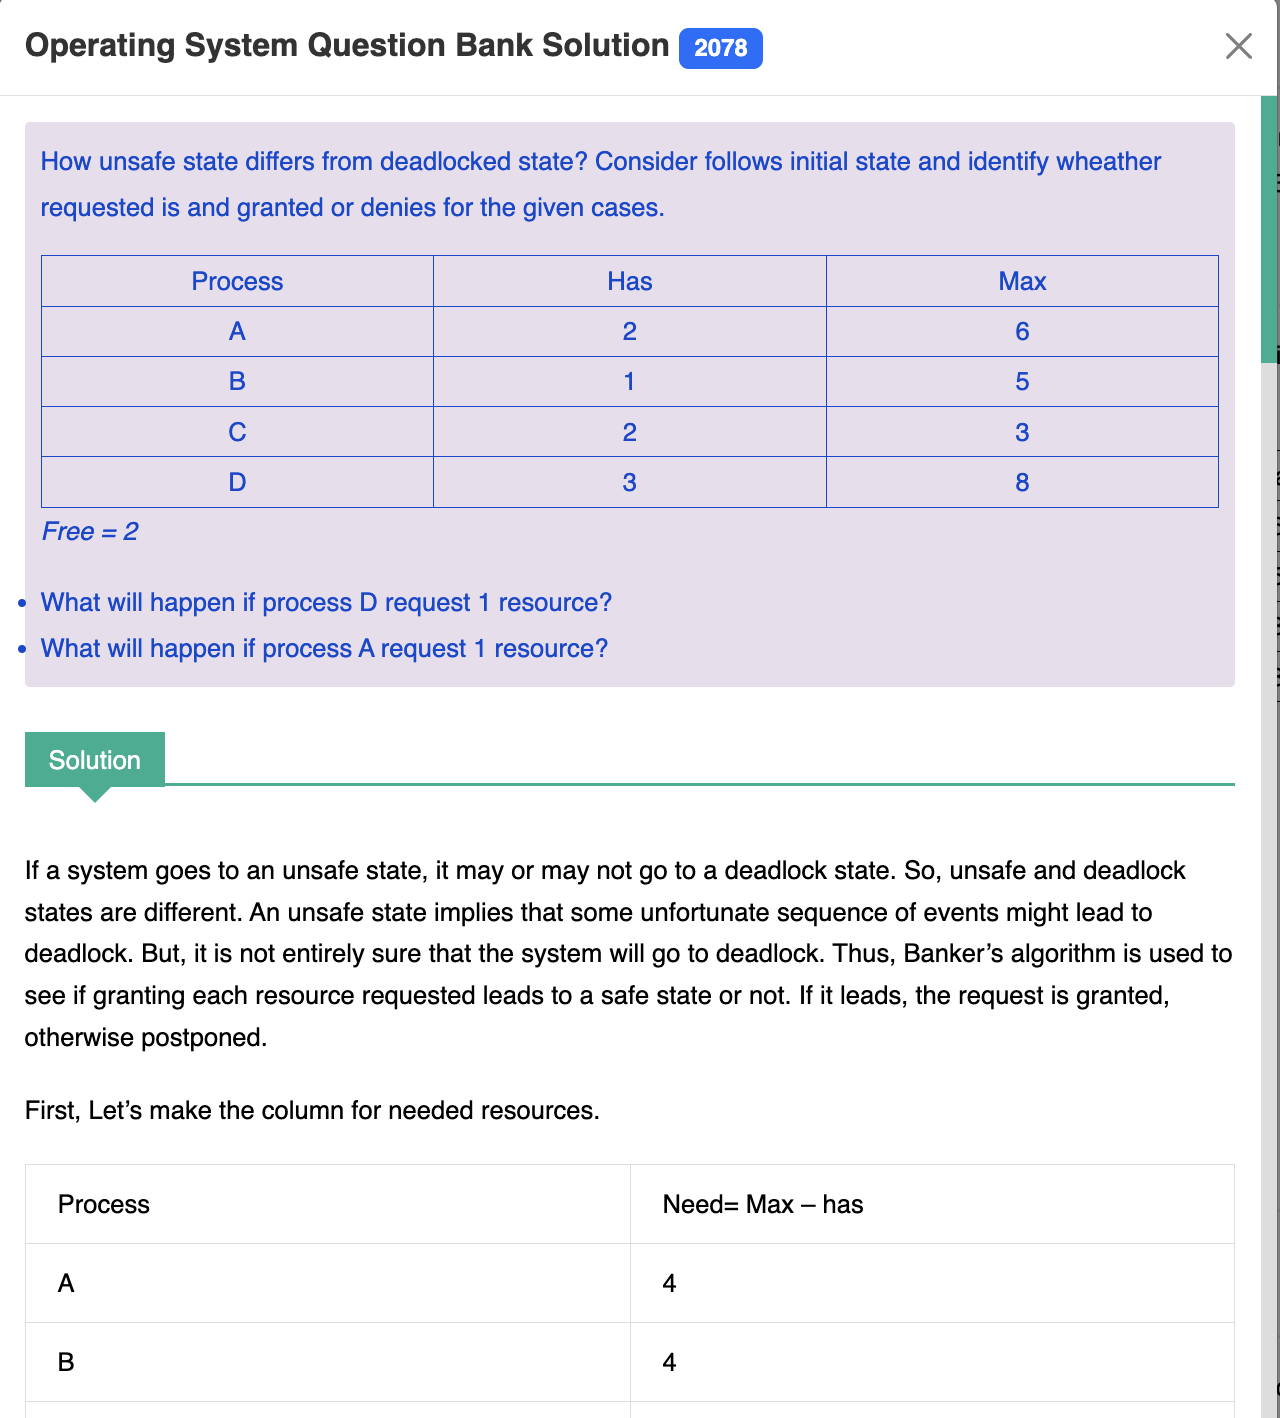 Operating System Question Bank Solution 2078
How unsafe state differs from deadlocked state? Consider follows initial state and identify wheather
requested is and granted or denies for the given cases.
Process Has Max
A 2 6
B 1 5
C 2 3
D 3 8
Free = 2
• What will happen if process D request 1 resource?
• What will happen if process A request 1 resource?
Solution
If a system goes to an unsafe state, it may or may not go to a deadlock state. So, unsafe and deadlock
states are different. An unsafe state implies that some unfortunate sequence of events might lead to
deadlock. But, it is not entirely sure that the system will go to deadlock. Thus, Banker’s algorithm is used to
see if granting each resource requested leads to a safe state or not. If it leads, the request is granted,
otherwise postponed.
First, Let’s make the column for needed resources.
Process Need= Max – has
A 4
B 4